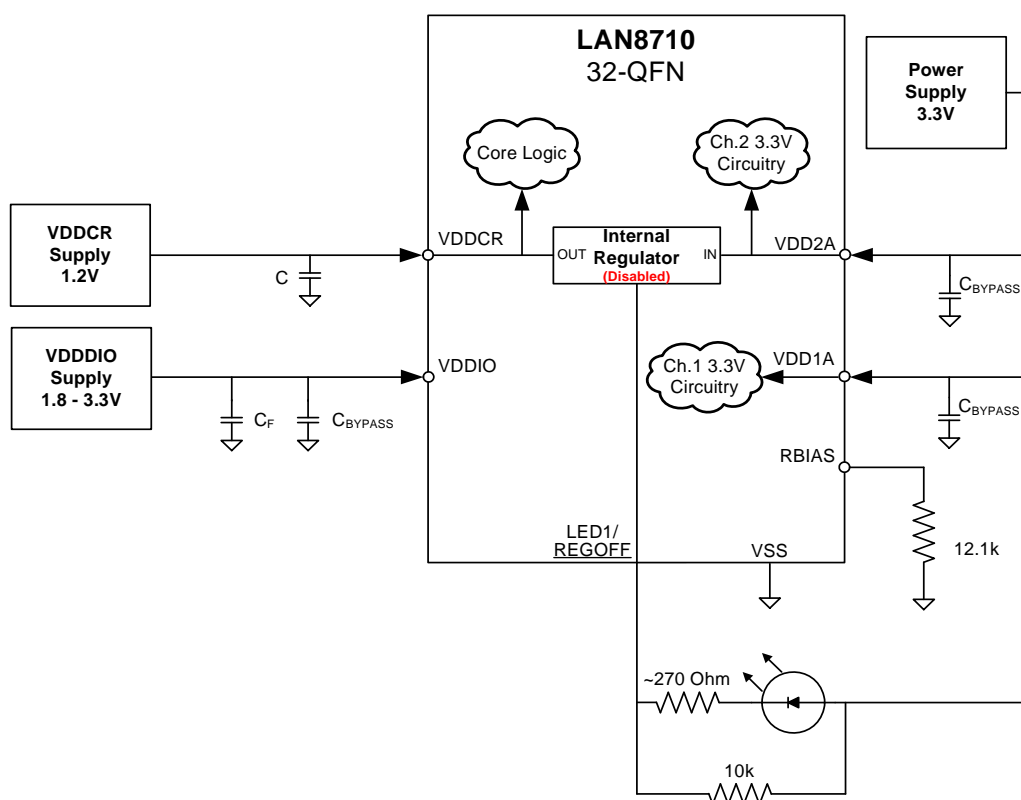 LAN8710
32-QFN
Power
Supply
3.3V
Core Logic
Ch.2 3.3V
Circuitry
VDDCR
Supply
1.2V
VDDCR
OUT
Internal
Regulator
(Disabled)
IN
VDD2A
C
CBYPASS
VDDDIO
Supply
1.8 - 3.3V
VDDIO
Ch.1 3.3V
Circuitry
VDD1A
CF
CBYPASS
CBYPASS
RBIAS
LED1/
REGOFF
VSS
12.1k
~270 Ohm
10k